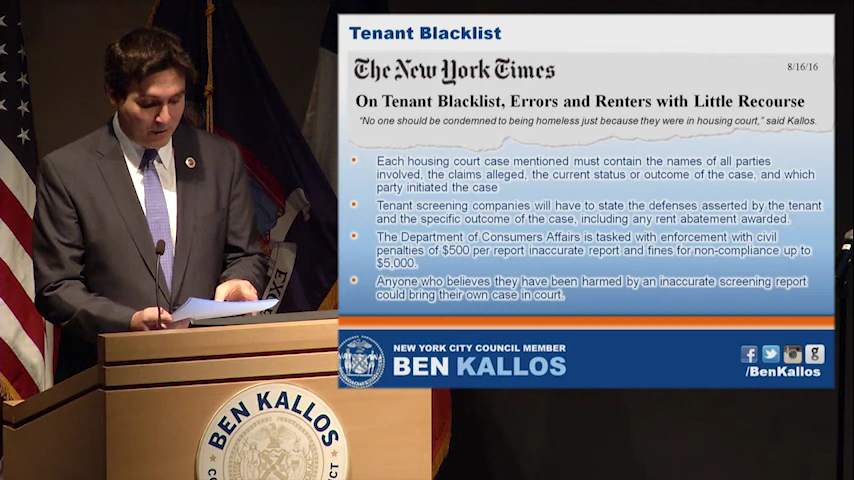 Tenant Blacklist
The New York Times
8/16/16
On Tenant Blacklist, Errors and Renters with Little Recourse
“No one should be condemned to being homeless just because they were in housing court,” said Kallos.
Each housing court case mentioned must contain the names of all parties
involved, the claims alleged, the current status or outcome of the case, and which
party initiated the case
Tenant screening companies will have to state the defenses asserted by the tenant
and the specific outcome of the case, including any rent abatement awarded.
The Department of Consumers Affairs is tasked with enforcement with civil
penalties of $500 per report inaccurate report and fines for non-compliance up to
$5,000.
Anyone who believes they have been harmed by an inaccurate screening report
could bring their own case in court.
NEW YORK CITY COUNCIL MEMBER
BEN KALLOS
/BenKallos
BEN KALLOS